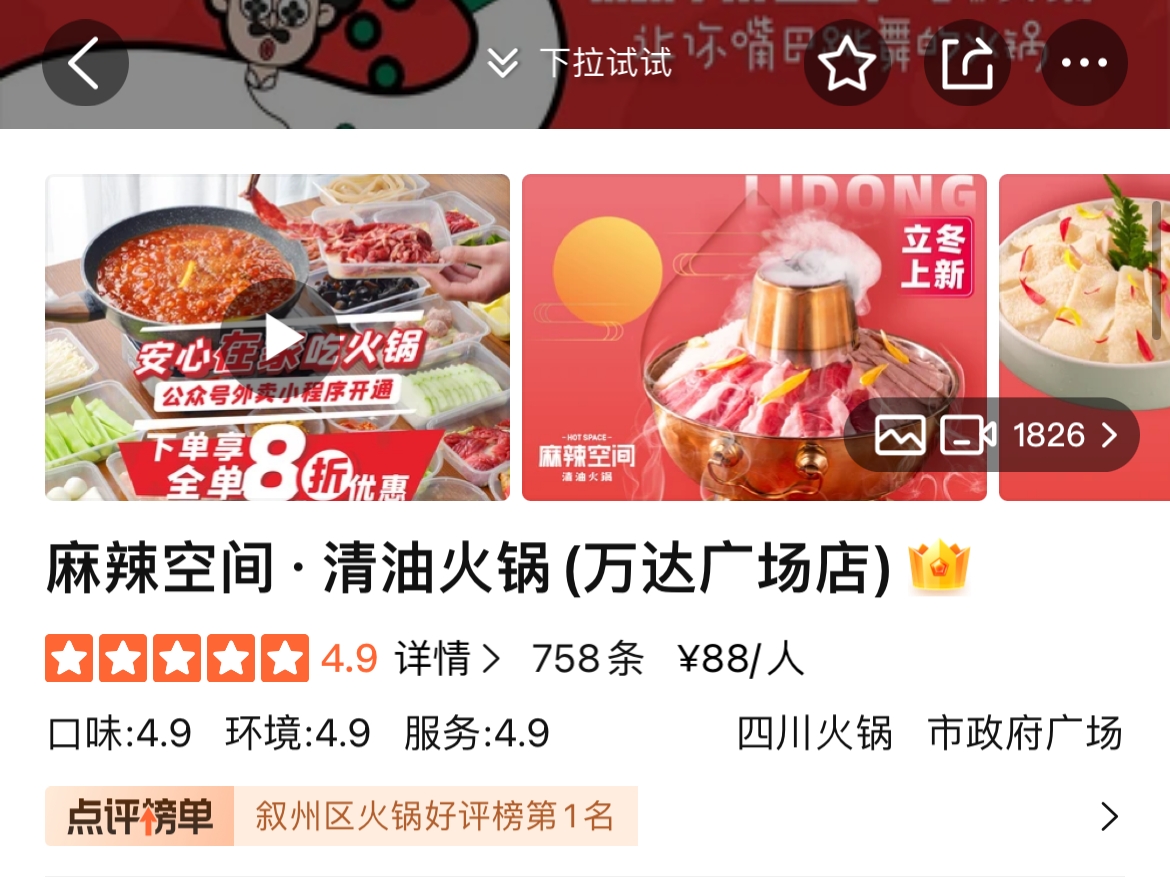 让你嘴巴跳舞的火锅
下拉试试
安心在家吃火锅
公众号外卖小程序开通
下单享
全单8折优惠
LIDONG
立冬
上新
-HOT SPACE-
麻辣空间
清油火锅
1826
麻辣空间·清油火锅(万达广场店)
4.9 详情 758条 ¥88/人
口味:4.9 环境:4.9 服务:4.9 四川火锅 市政府广场
点评榜单 叙州区火锅好评榜第1名